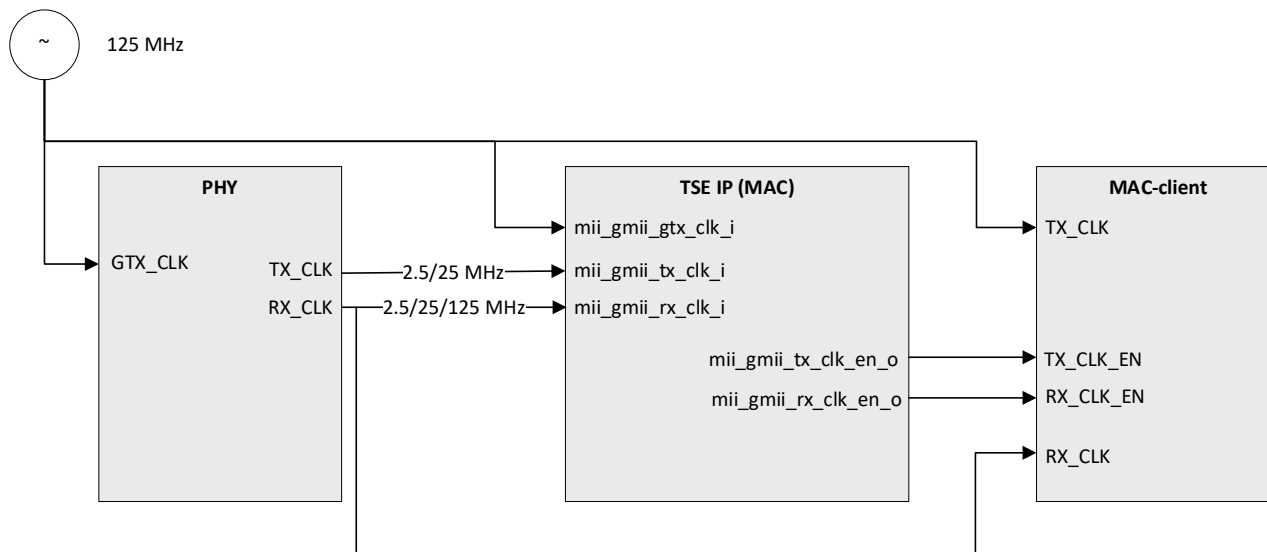 ~
125 MHz
PHY
TSE IP (MAC)
MAC-client
mii_gmii_gtx_clk_i
TX_CLK
GTX_CLK
TX_CLK
2.5/25 MHz
mii_gmii_tx_clk_i
RX_CLK
2.5/25/125 MHz
mii_gmii_rx_clk_i
mii_gmii_tx_clk_en_o
TX_CLK_EN
mii_gmii_rx_clk_en_o
RX_CLK_EN
RX_CLK